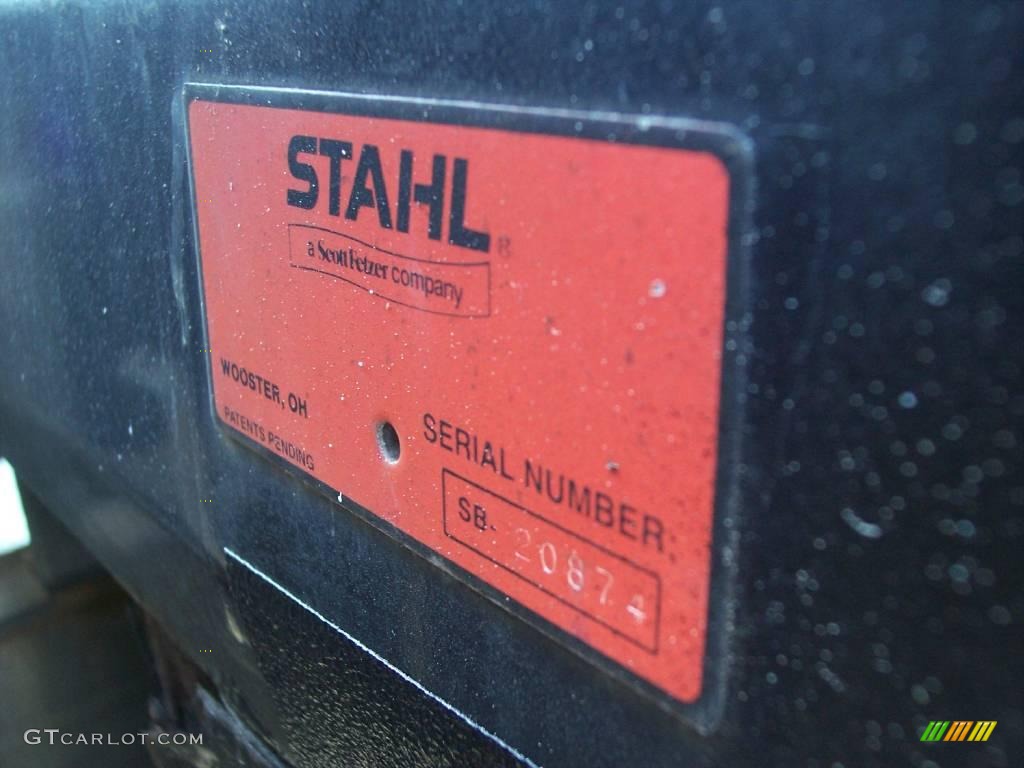 STAHL®
a Scott Fetzer company
WOOSTER, OH
PATENTS PENDING
SERIAL NUMBER
SB- 20874
GTCARLOT.COM